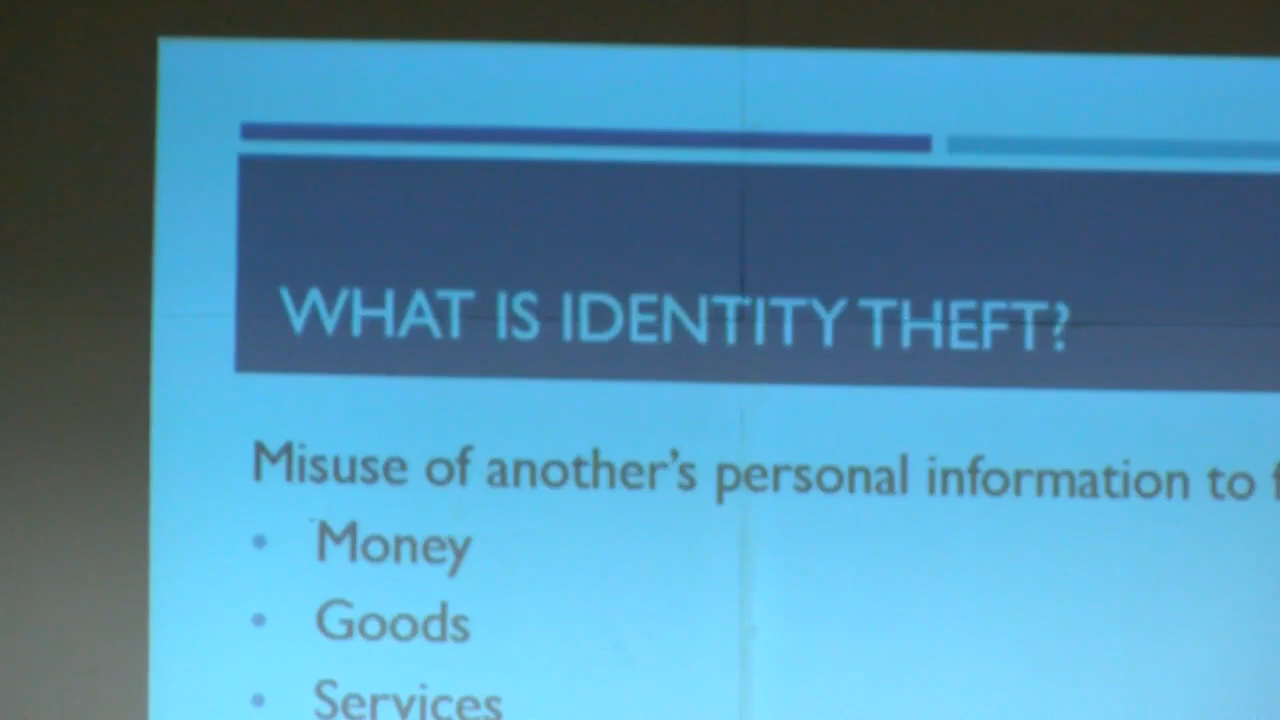 WHAT IS IDENTITY THEFT?
Misuse of another's personal information to
• Money
• Goods
• Services